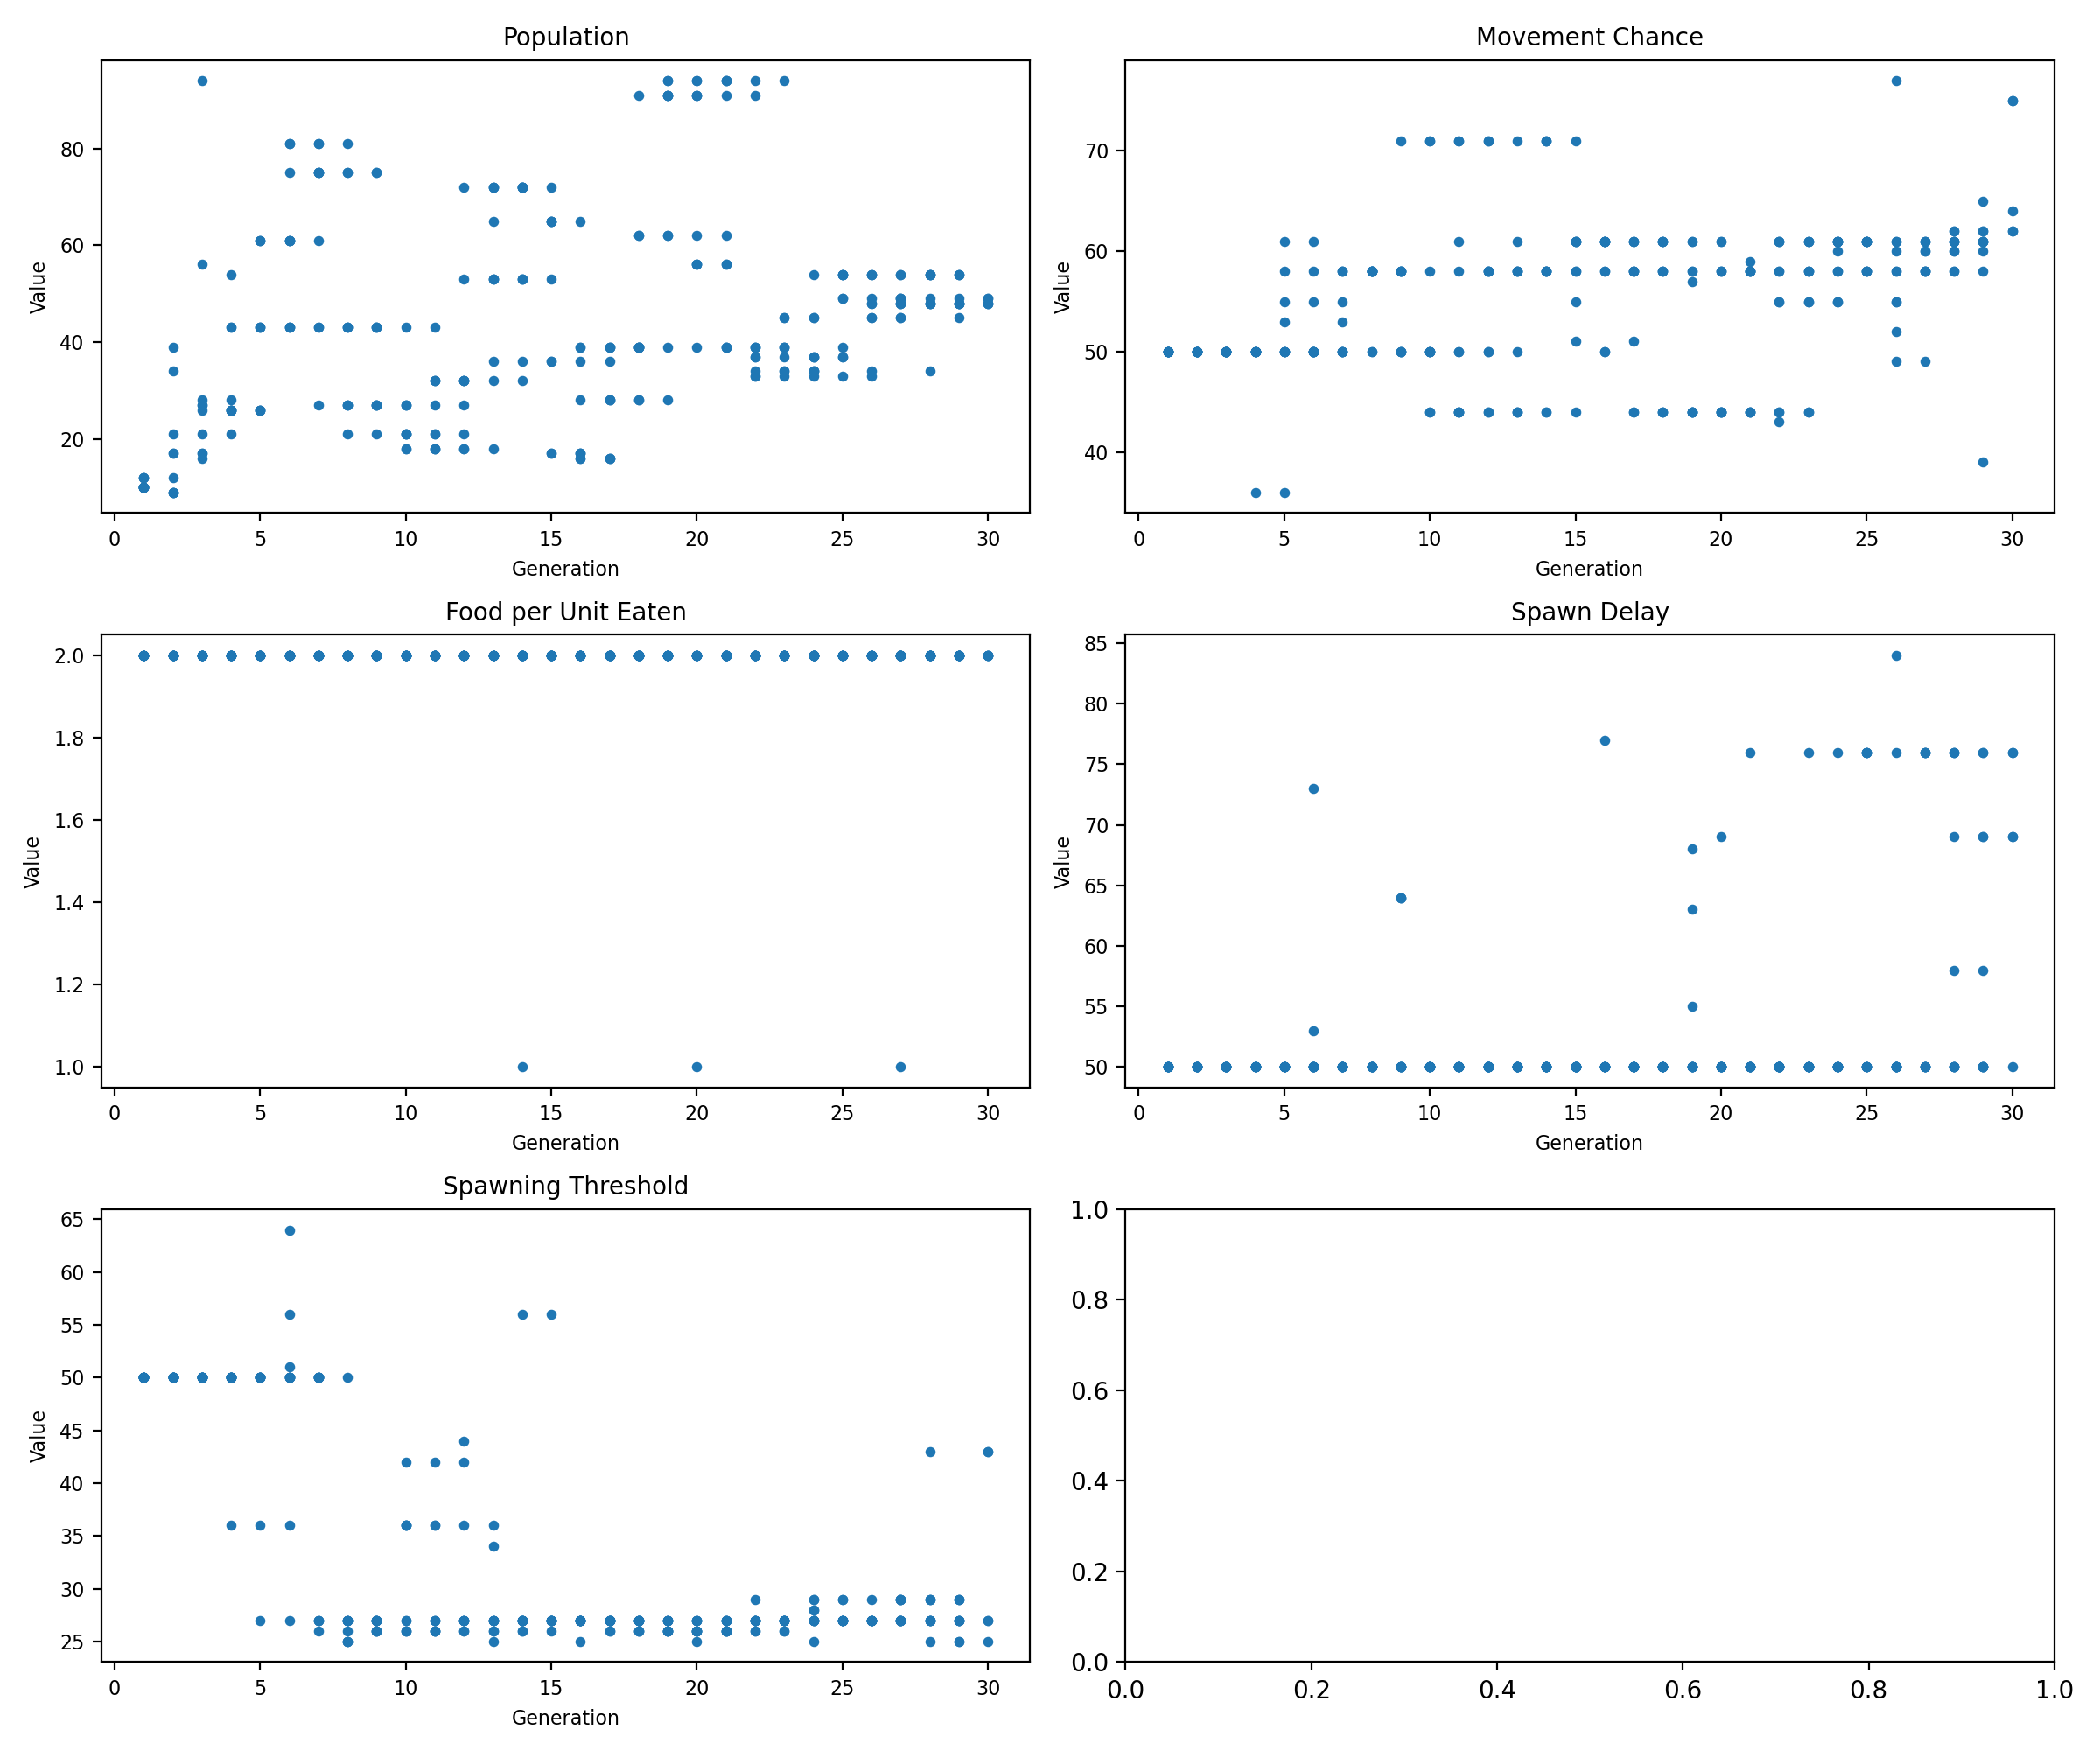 Population
Movement Chance
Value
80
60
40
20
0 5 10 15 20 25 30
Generation
Value
70
60
50
40
0 5 10 15 20 25 30
Generation
Food per Unit Eaten
Spawn Delay
Value
2.0
1.8
1.6
1.4
1.2
1.0
0 5 10 15 20 25 30
Generation
Value
85
80
75
70
65
60
55
50
0 5 10 15 20 25 30
Generation
Spawning Threshold
Value
65
60
55
50
45
40
35
30
25
0 5 10 15 20 25 30
Generation
1.0
0.8
0.6
0.4
0.2
0.0
0.0 0.2 0.4 0.6 0.8 1.0